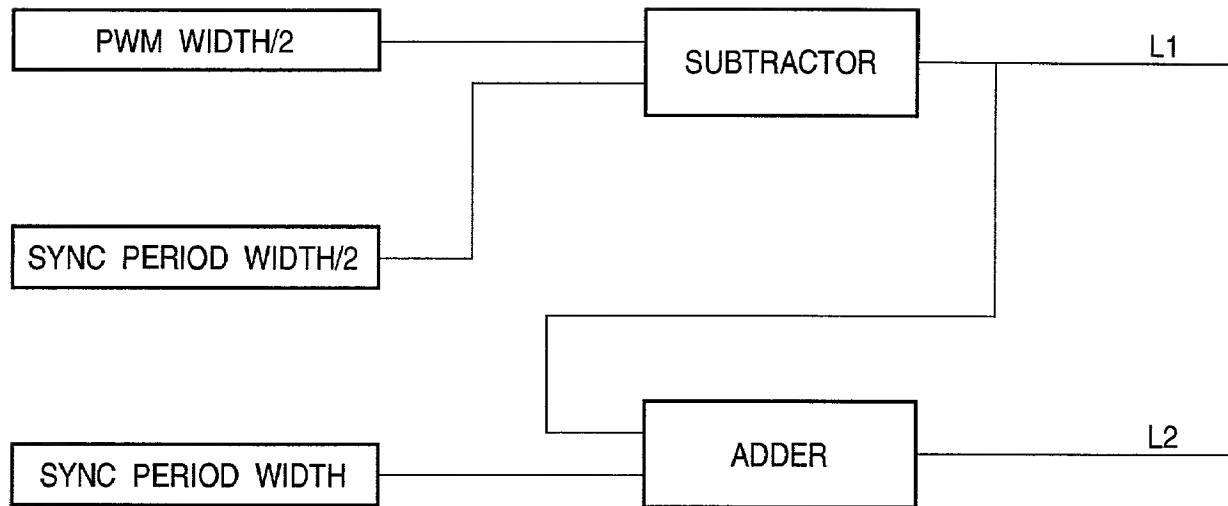 PWM WIDTH/2
SUBTRACTOR
L1
SYNC PERIOD WIDTH/2
SYNC PERIOD WIDTH
ADDER
L2